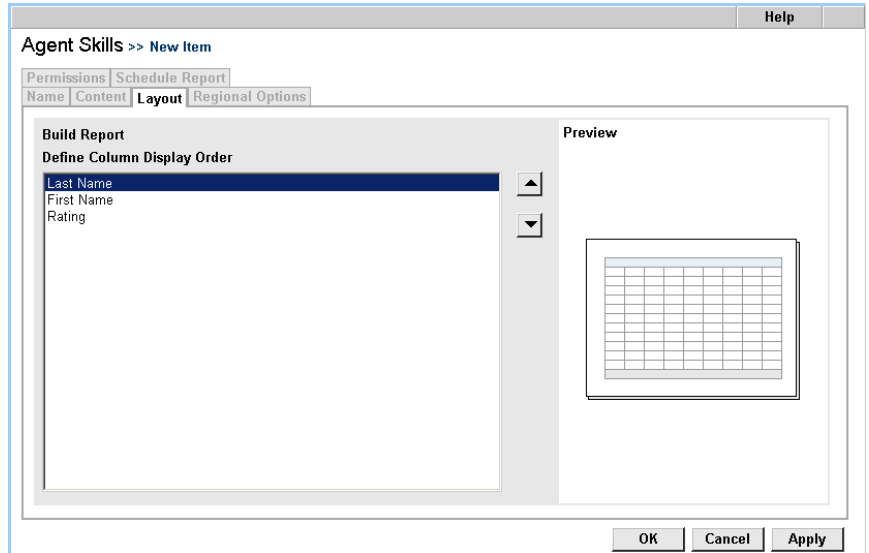 Help
Agent Skills >> New Item
Permissions Schedule Report
Name Content Layout Regional Options
Build Report
Define Column Display Order
Last Name
First Name
Rating
Preview
OK Cancel Apply